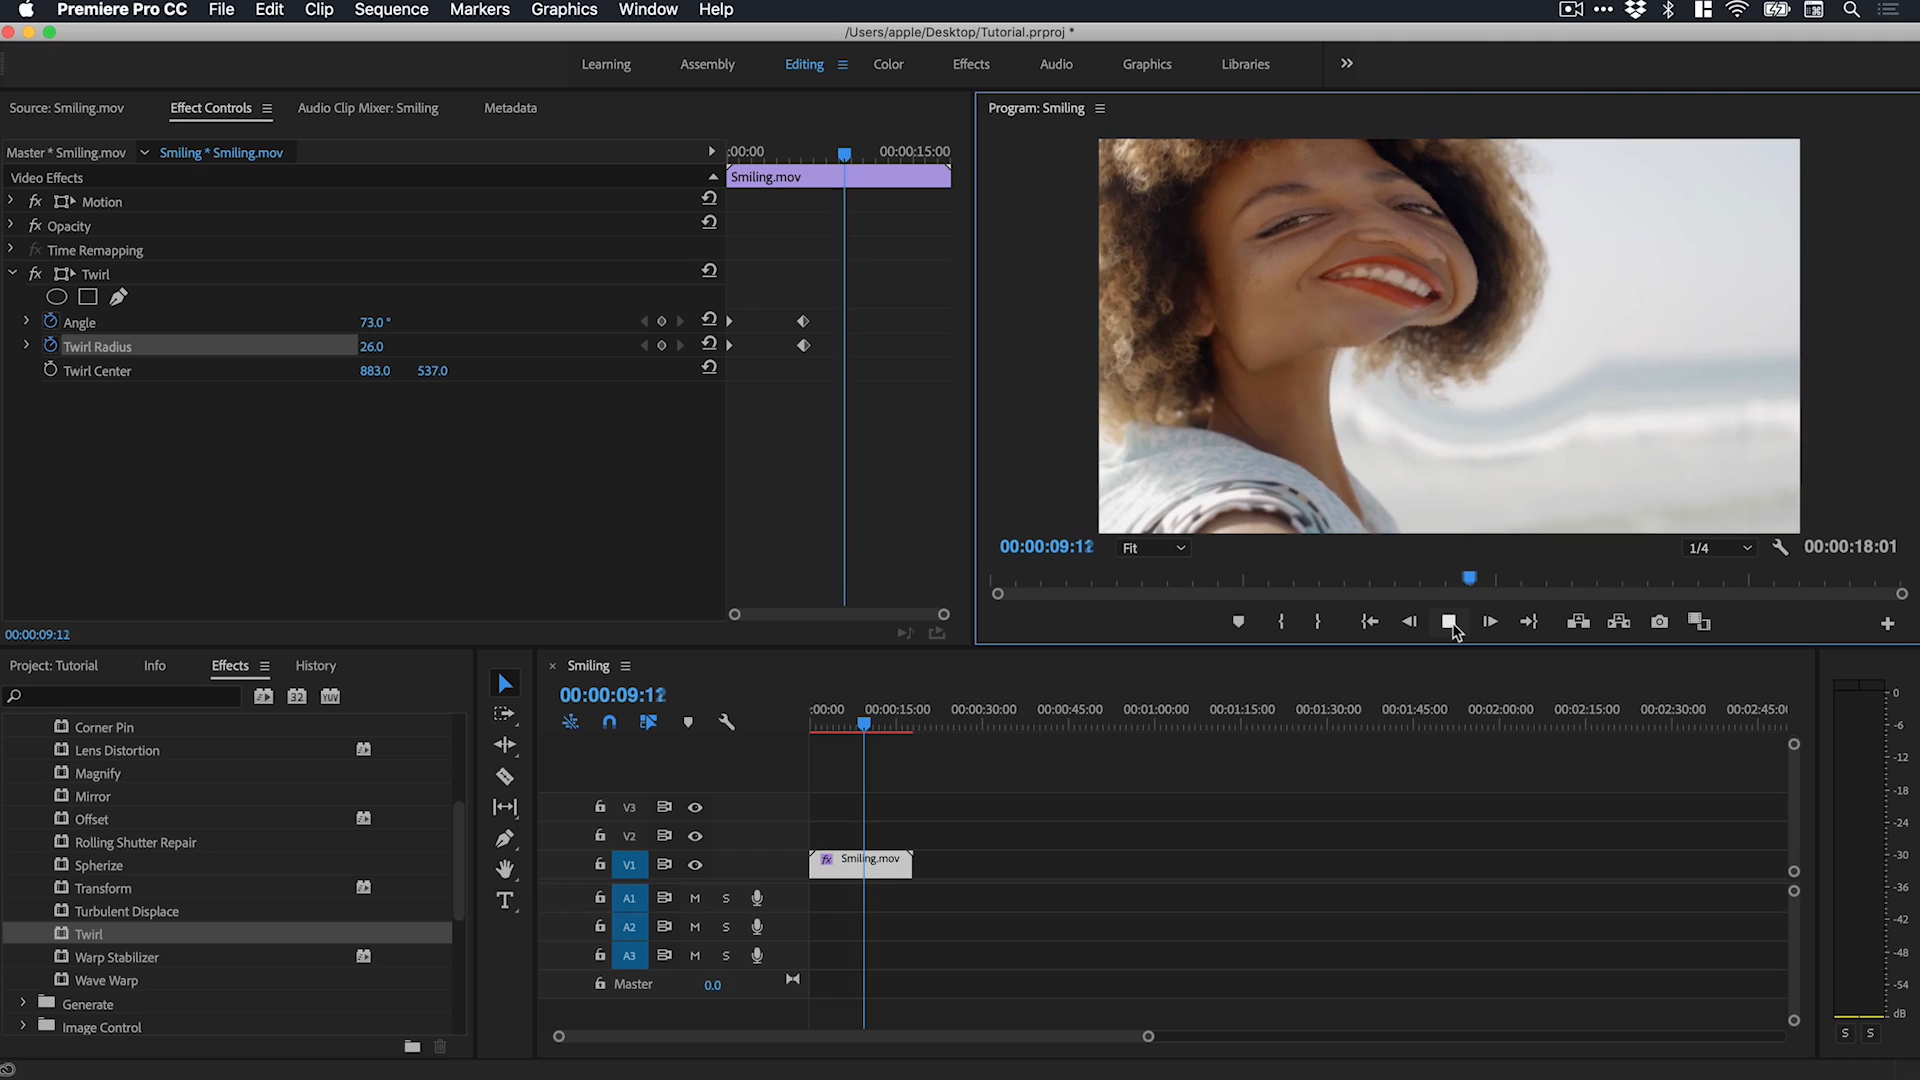 Premiere Pro CC File Edit Clip Sequence Markers Graphics Window Help
/Users/apple/Desktop/Tutorial.prproj *
Learning Assembly Editing Color Effects Audio Graphics Libraries
Source: Smiling.mov Effect Controls Audio Clip Mixer: Smiling Metadata
Program: Smiling
Master * Smiling.mov Smiling * Smiling.mov
:00:00 00:00:15:00
Video Effects
Smiling.mov
fx Motion
fx Opacity
fx Time Remapping
fx Twirl
Angle 73.0 °
Twirl Radius 26.0
Twirl Center 883.0 537.0
00:00:09:12 Fit 1/4 00:00:18:01
00:00:09:12
Project: Tutorial Info Effects History
32 YUV
Corner Pin
Lens Distortion
Magnify
Mirror
Offset
Rolling Shutter Repair
Spherize
Transform
Turbulent Displace
Twirl
Warp Stabilizer
Wave Warp
Generate
Image Control
T
Smiling
00:00:09:12
:00:00 00:00:15:00 00:00:30:00 00:00:45:00 00:01:00:00 00:01:15:00 00:01:30:00 00:01:45:00 00:02:00:00 00:02:15:00 00:02:30:00 00:02:45:0
V3
V2
V1
fx Smiling.mov
A1 M S
A2 M S
A3 M S
Master 0.0
0
-6
-12
-18
-24
-30
-36
-42
-48
-54
dB
S S